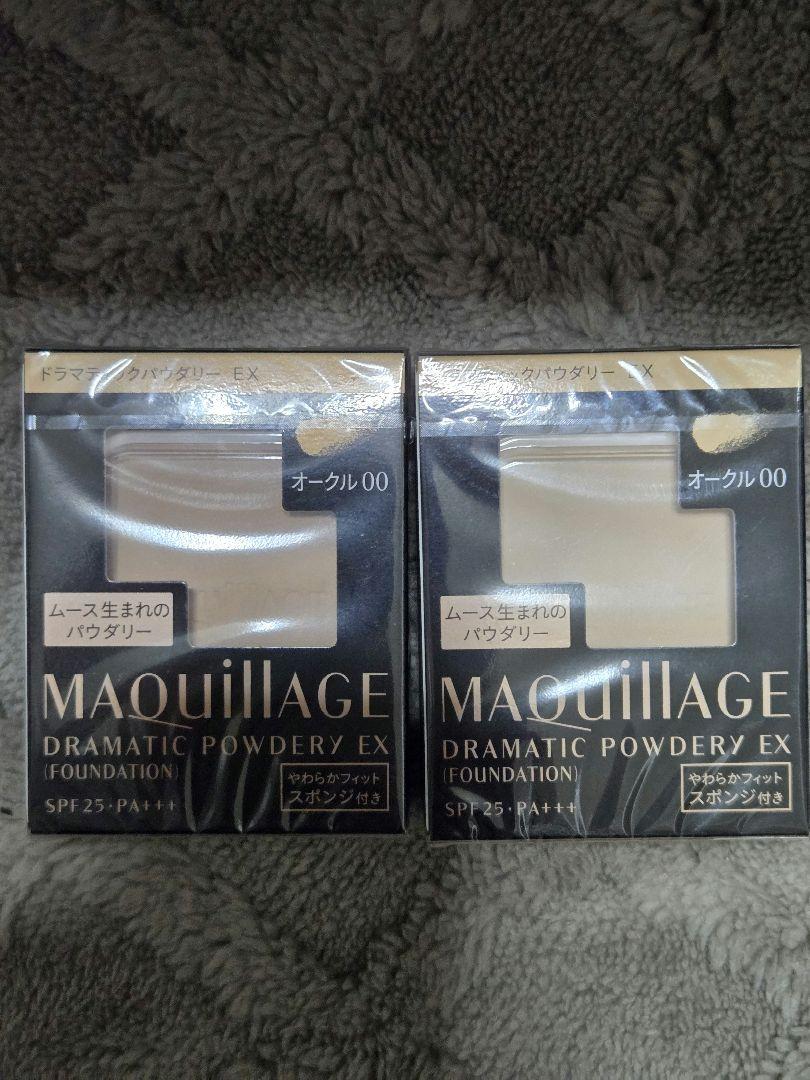 ドラマティックパウダリー EX
オークル00
ムース生まれの
パウダリー
MAQuillAGE
DRAMATIC POWDERY EX
(FOUNDATION)
SPF25・PA+++
やわらかフィット
スポンジ付き
ックパウダリー EX
オークル00
ムース生まれの
パウダリー
MAQuillAGE
DRAMATIC POWDERY EX
(FOUNDATION)
SPF25・PA+++
やわらかフィット
スポンジ付き